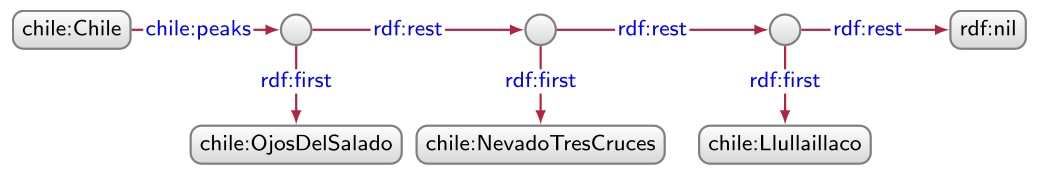 chile:Chile chile:peaks rdf:rest rdf:rest rdf:rest rdf:nil
rdf:first rdf:first rdf:first
chile:OjosDelSalado chile:NevadoTresCruces chile:Llullaillaco